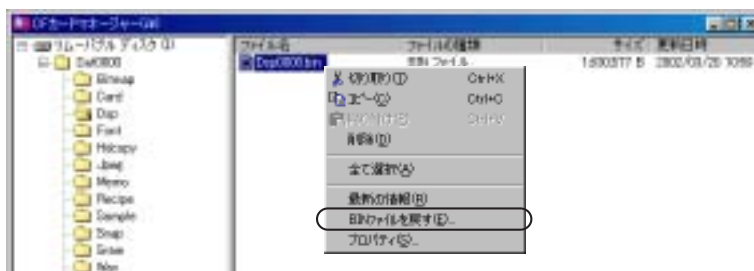 CFカードマネージャーGold
リムーバブル ディスク (I)
Dat0000
Bitmap
Card
Dsp
Font
Hdcopy
Jpeg
Memo
Recipe
Sample
Snap
ファイル名 ファイルの種類 サイズ 更新日時
Dsp0000.bin BIN ファイル
切り取り(T) Ctrl+X
コピー(C) Ctrl+C
貼り付け(P) Ctrl+V
削除(D)
全て選択(A)
最新の情報(R)
BINファイルを戻す(E)...
プロパティ(S)...